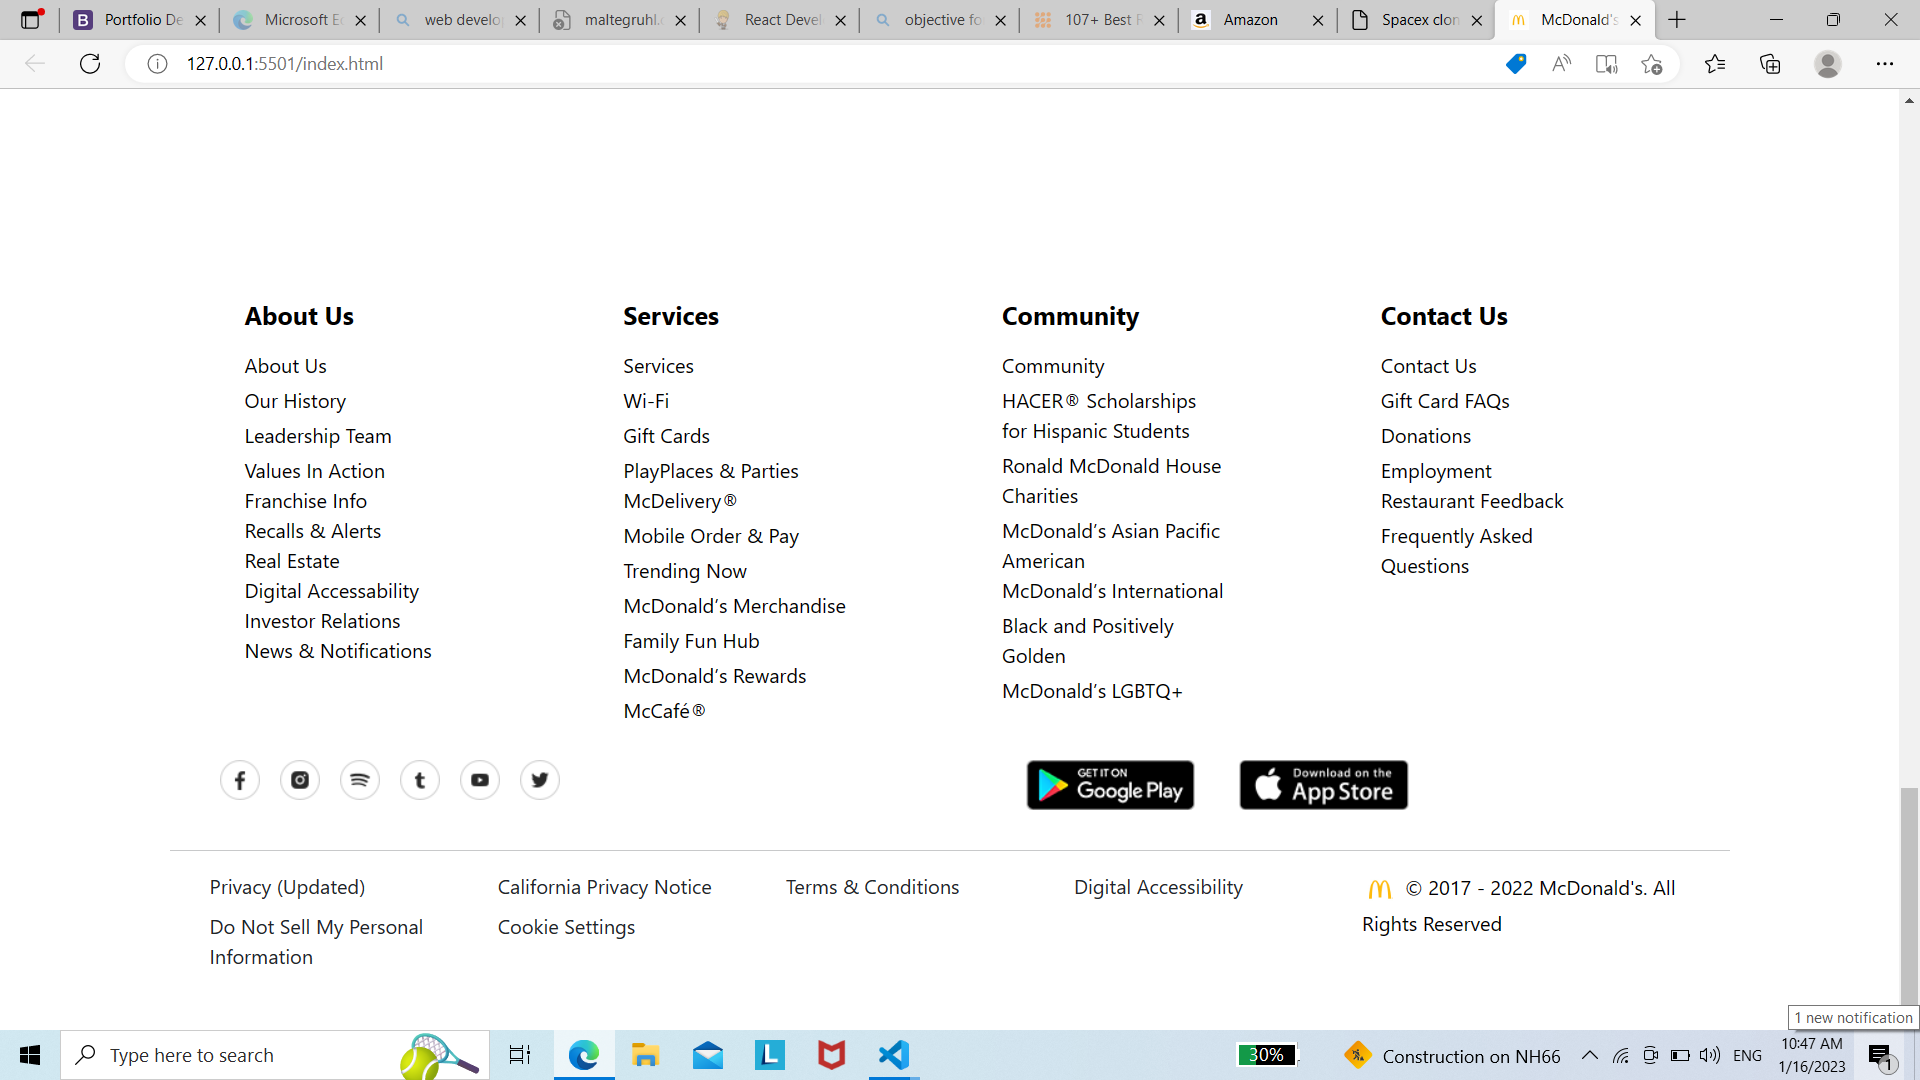 Portfolio De
Microsoft Ed
web develop
maltegruhl.c
React Devel
objective fo
107+ Best F
Amazon
Spacex clon
McDonald's
127.0.0.1:5501/index.html
About Us
About Us
Our History
Leadership Team
Values In Action
Franchise Info
Recalls & Alerts
Real Estate
Digital Accessability
Investor Relations
News & Notifications
Services
Services
Wi-Fi
Gift Cards
PlayPlaces & Parties
McDelivery®
Mobile Order & Pay
Trending Now
McDonald’s Merchandise
Family Fun Hub
McDonald’s Rewards
McCafé®
Community
Community
HACER® Scholarships
for Hispanic Students
Ronald McDonald House
Charities
McDonald’s Asian Pacific
American
McDonald’s International
Black and Positively
Golden
McDonald’s LGBTQ+
Contact Us
Contact Us
Gift Card FAQs
Donations
Employment
Restaurant Feedback
Frequently Asked
Questions
GET IT ON
Google Play
Download on the
App Store
Privacy (Updated)
California Privacy Notice
Terms & Conditions
Digital Accessibility
© 2017 - 2022 McDonald's. All
Rights Reserved
Do Not Sell My Personal
Information
Cookie Settings
1 new notification
Type here to search
30%
Construction on NH66
ENG
10:47 AM
1/16/2023
1